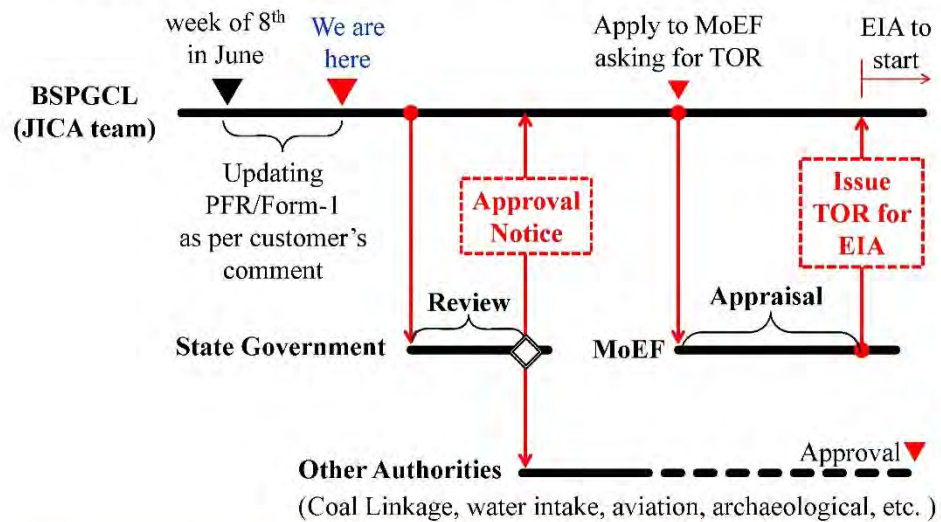 week of 8th
in June
We are
here
Apply to MoEF
asking for TOR
EIA to
start
BSPGCL
(JICA team)
Updating
PFR/Form-1
as per customer's
comment
Approval
Notice
Issue
TOR for
EIA
Review
Appraisal
State Government
MoEF
Approval
Other Authorities
(Coal Linkage, water intake, aviation, archaeological, etc. )